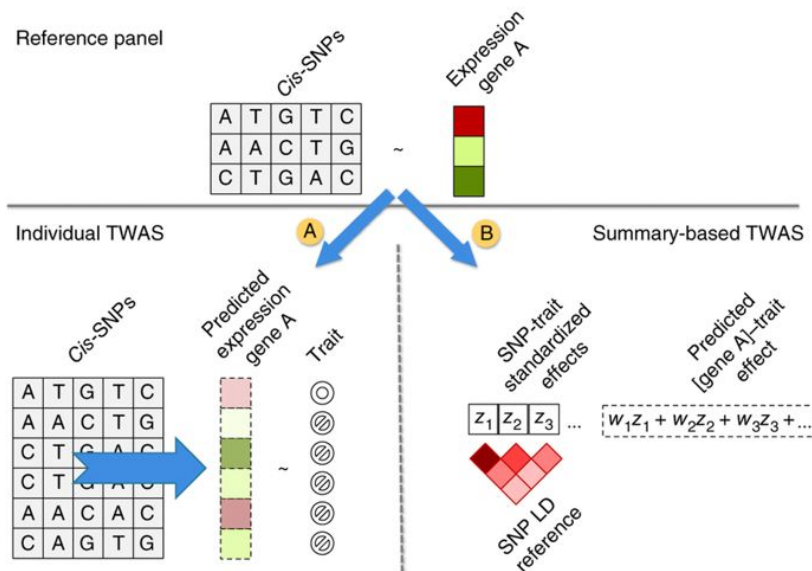 Reference panel
Cis-SNPs
Expression
gene A
A T G T C
A A C T G
C T G A C
~
Individual TWAS
A
B
Summary-based TWAS
Cis-SNPs
Predicted
expression
gene A
Trait
A T G T C
A A C T G
C T G A C
C T G A C
A A C A C
C A G T G
~
SNP-trait
standardized
effects
Predicted
[gene A]–trait
effect
z1 z2 z3 ...
w1z1 + w2z2 + w3z3 +...
SNP LD
reference